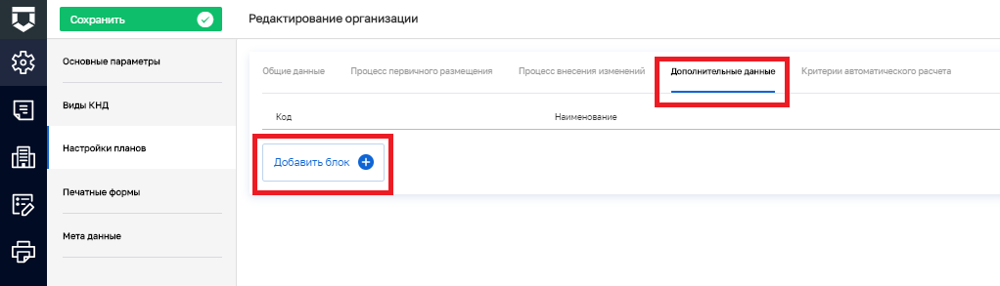 Сохранить
Редактирование организации
Основные параметры
Виды КНД
Настройки планов
Печатные формы
Мета данные
Общие данные Процесс первичного размещения Процесс внесения изменений Дополнительные данные Критерии автоматического расчета
Код Наименование
Добавить блок